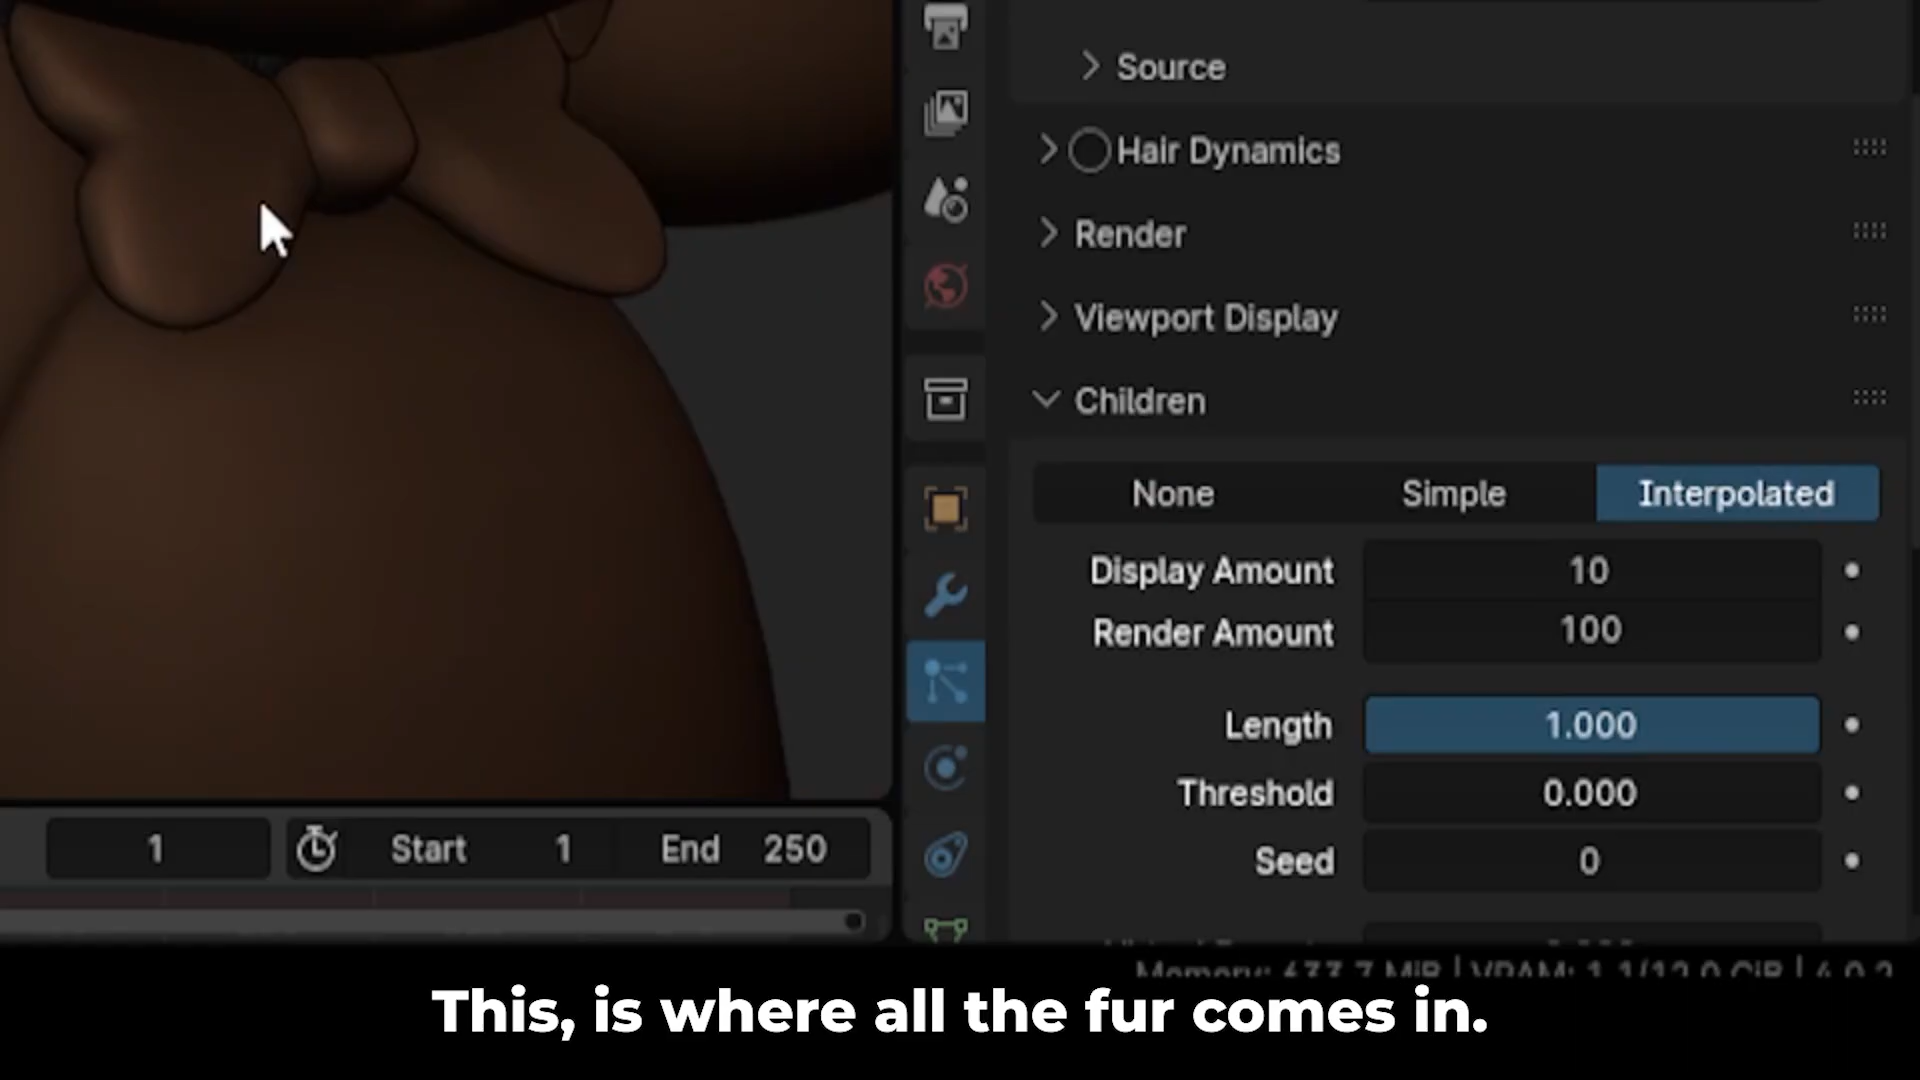 Source
Hair Dynamics
Render
Viewport Display
Children
None Simple Interpolated
Display Amount 10
Render Amount 100
Length 1.000
Threshold 0.000
Seed 0
1 Start 1 End 250
This, is where all the fur comes in.